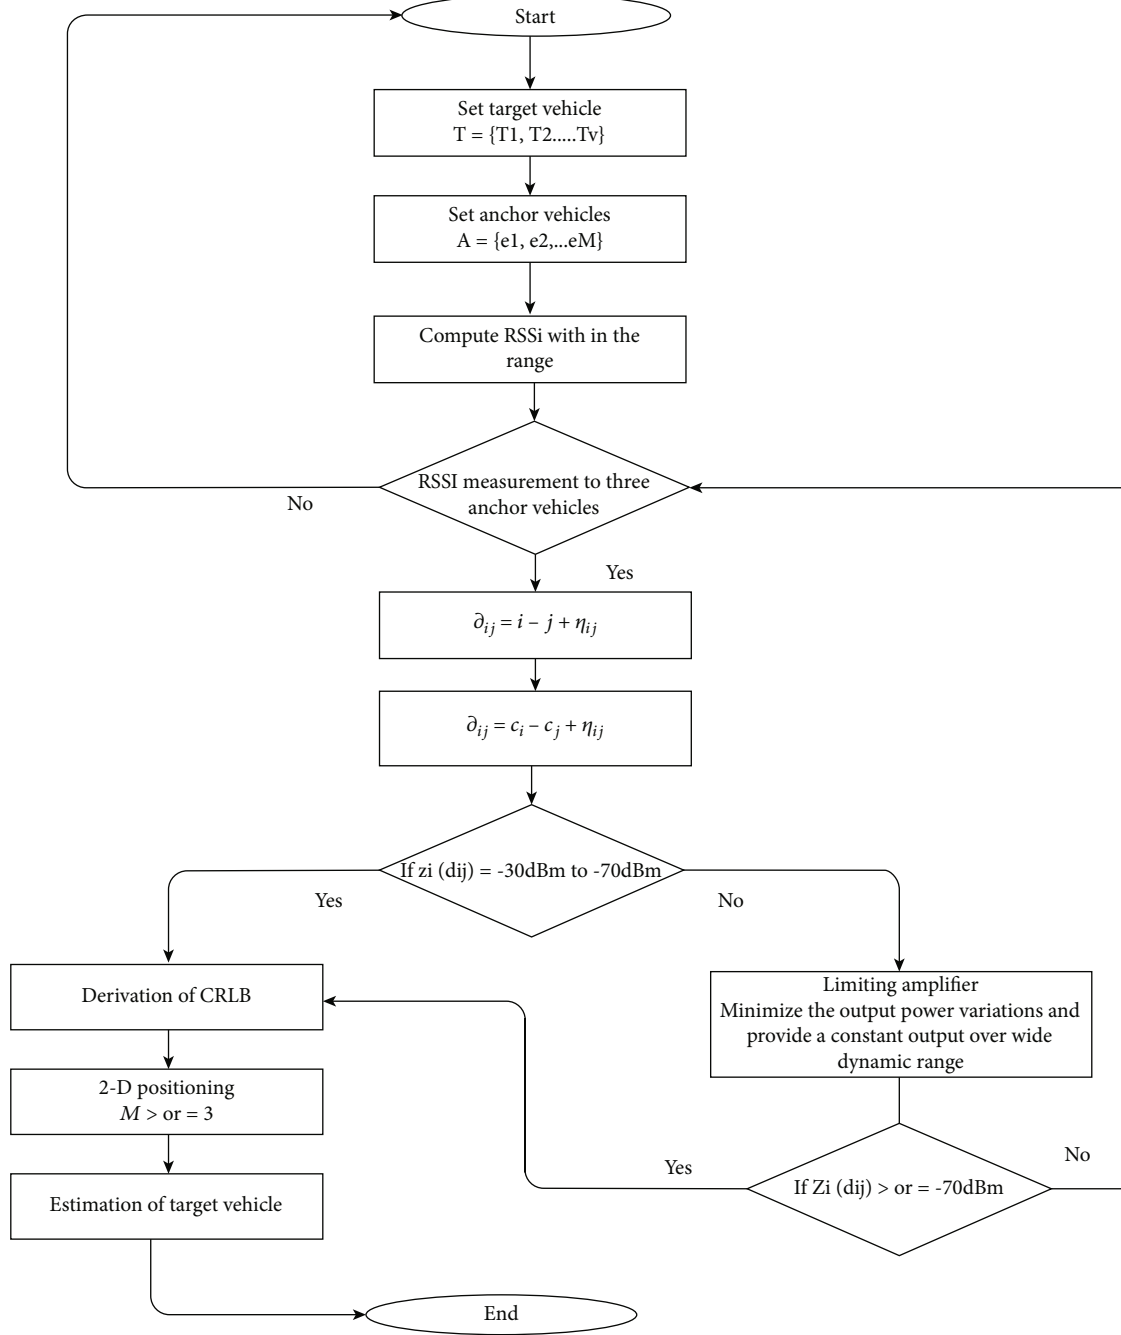 Start
Set target vehicle
T = {T1, T2.....Tv}
Set anchor vehicles
A = {e1, e2,...eM}
Compute RSSi with in the
range
RSSI measurement to three
anchor vehicles
No
Yes
∂ij = i – j + ηij
∂ij = ci – cj + ηij
If zi (dij) = -30dBm to -70dBm
Yes
No
Derivation of CRLB
Limiting amplifier
Minimize the output power variations and
provide a constant output over wide
dynamic range
2-D positioning
M > or = 3
Yes
No
If Zi (dij) > or = -70dBm
Estimation of target vehicle
End